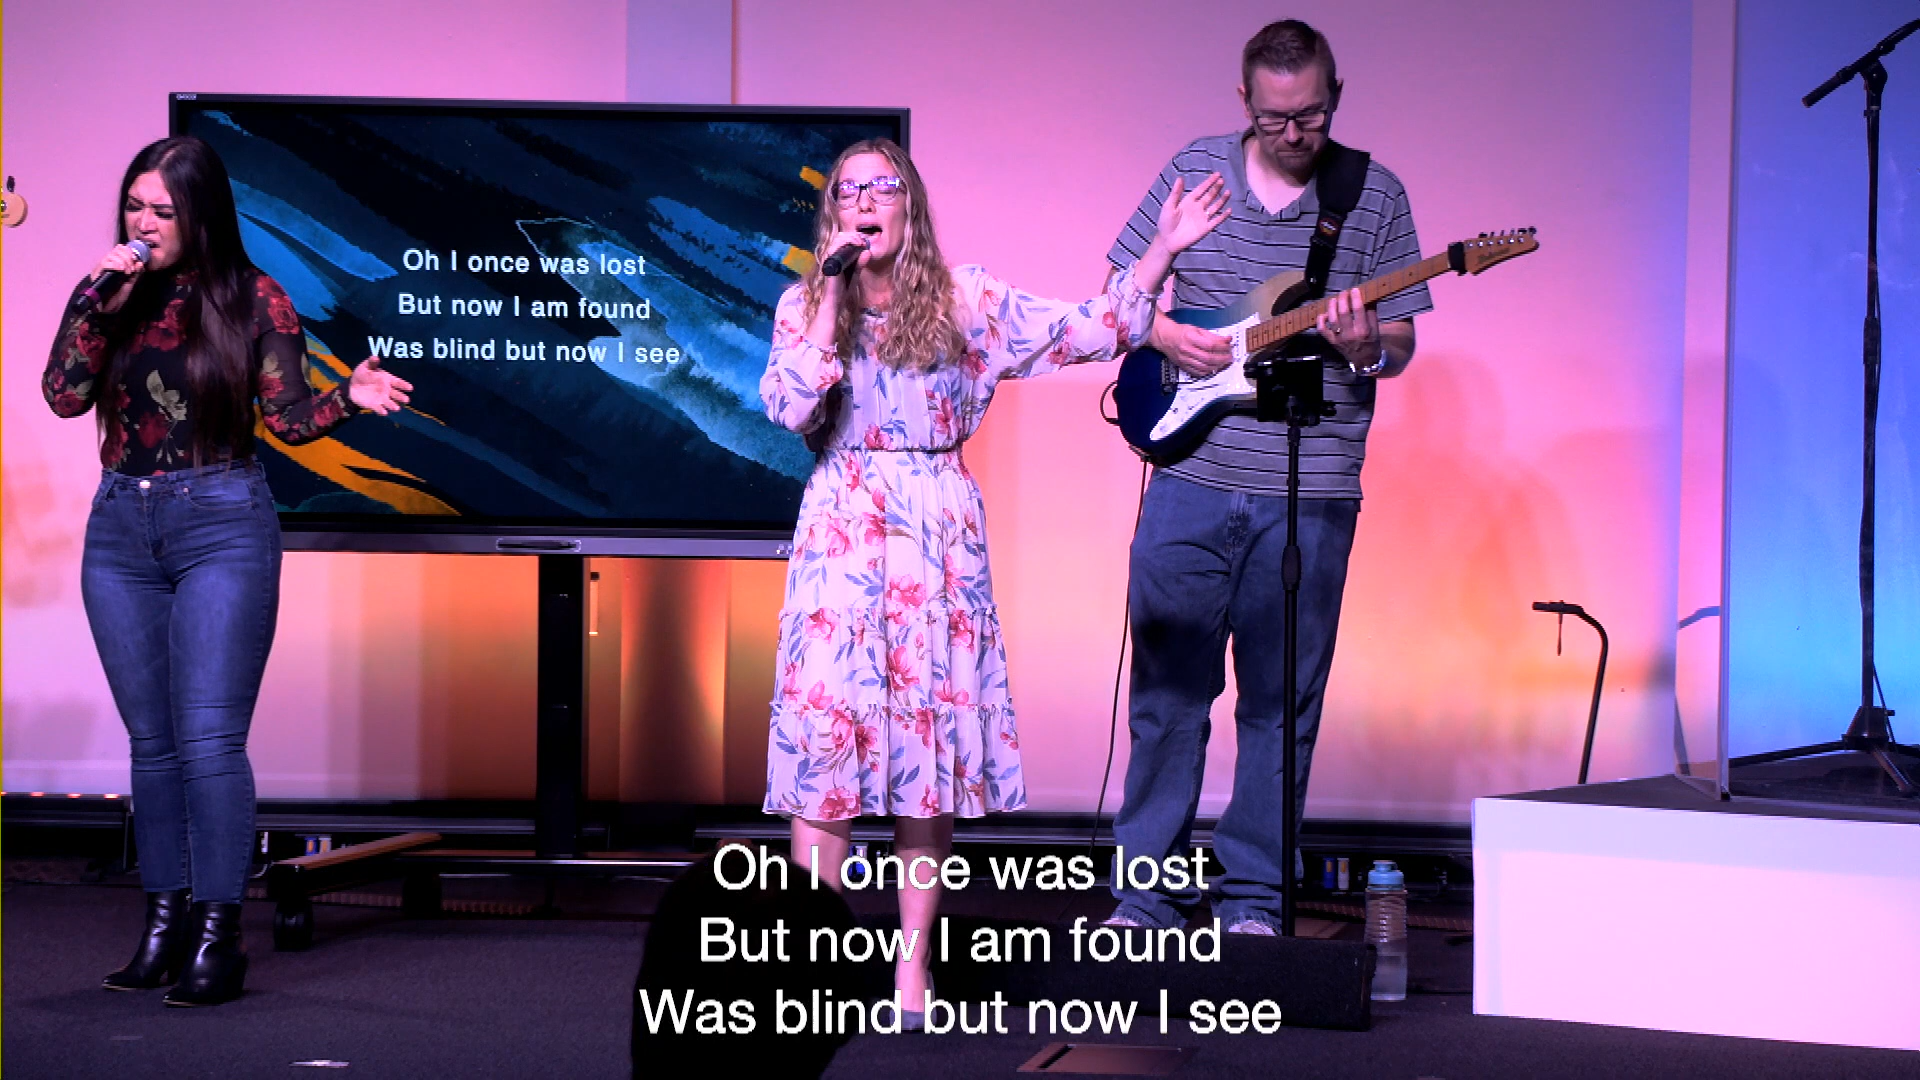 Oh I once was lost
But now I am found
Was blind but now I see
Oh I once was lost
But now I am found
Was blind but now I see